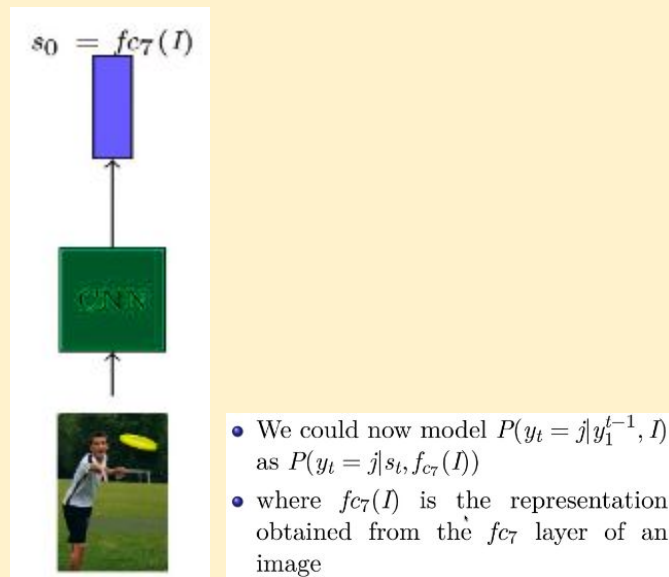 s₀ = fc₇(I)
CNN
• We could now model P(yₜ = j|y₁ᵗ⁻¹, I)
as P(yₜ = j|sₜ, f_c₇(I))
• where fc₇(I) is the representation
obtained from the fc₇ layer of an
image